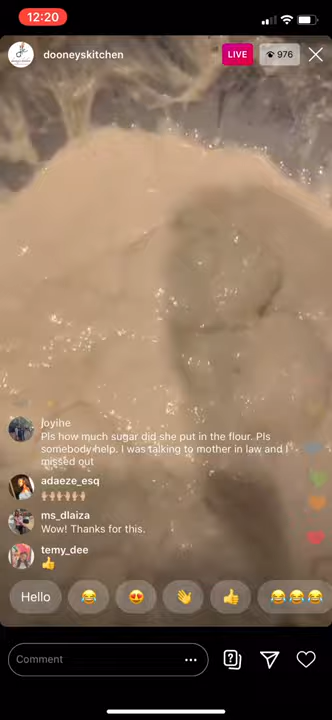 12:20
dooneyskitchen
LIVE
976
joyihe
Pls how much sugar did she put in the flour. Pls
somebody help. I was talking to mother in law and I
missed out
adaeze_esq
ms_dlaiza
Wow! Thanks for this.
temy_dee
Hello
Comment